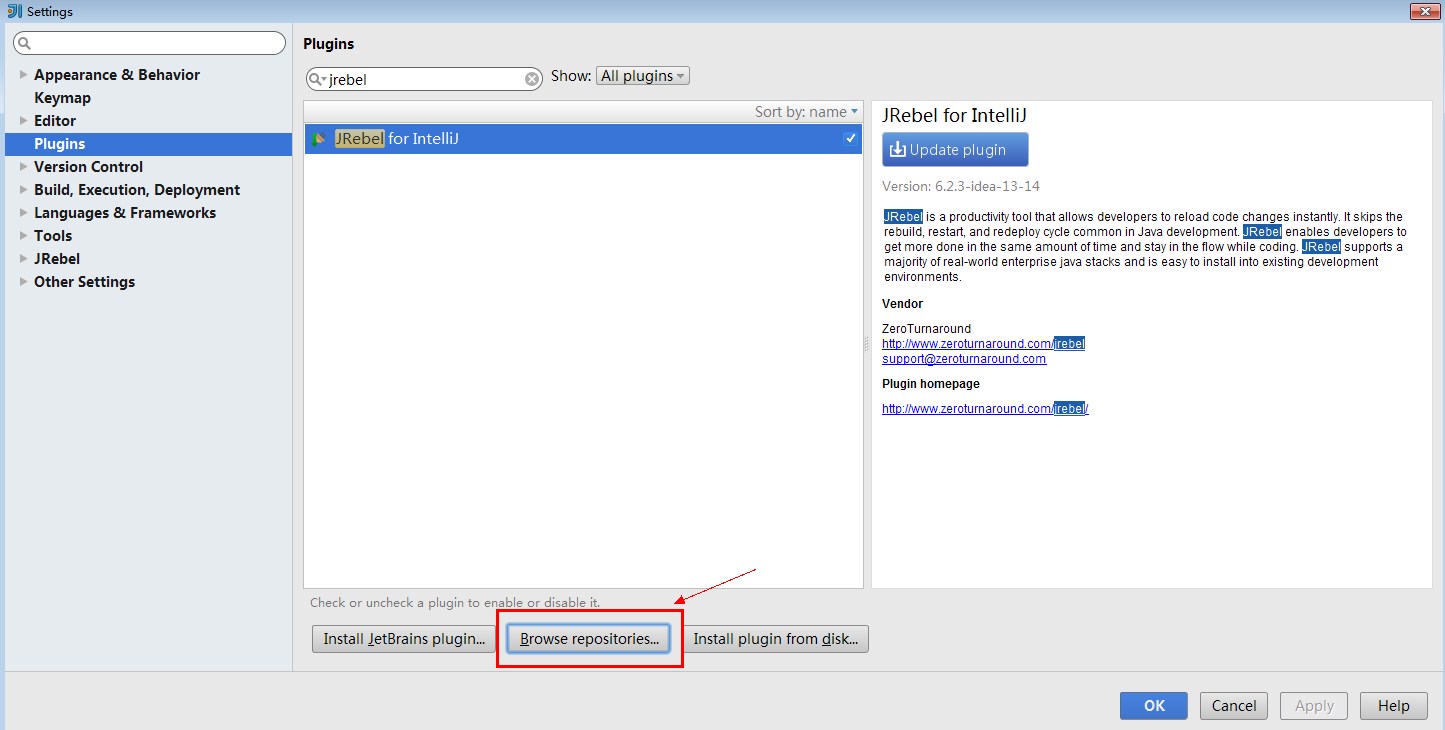 Settings
Appearance & Behavior
Keymap
Editor
Plugins
Version Control
Build, Execution, Deployment
Languages & Frameworks
Tools
JRebel
Other Settings
Plugins
jrebel
Show: All plugins
Sort by: name
JRebel for IntelliJ
JRebel for IntelliJ
Update plugin
Version: 6.2.3-idea-13-14
JRebel is a productivity tool that allows developers to reload code changes instantly. It skips the
rebuild, restart, and redeploy cycle common in Java development. JRebel enables developers to
get more done in the same amount of time and stay in the flow while coding. JRebel supports a
majority of real-world enterprise java stacks and is easy to install into existing development
environments.
Vendor
ZeroTurnaround
http://www.zeroturnaround.com/jrebel
support@zeroturnaround.com
Plugin homepage
http://www.zeroturnaround.com/jrebel/
Check or uncheck a plugin to enable or disable it.
Install JetBrains plugin...
Browse repositories...
Install plugin from disk...
OK
Cancel
Apply
Help